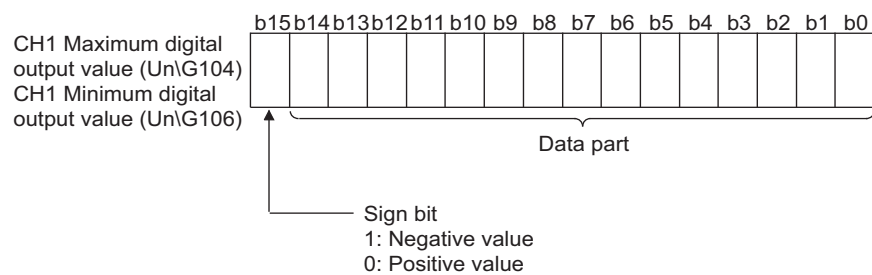 b15 b14 b13 b12 b11 b10 b9 b8 b7 b6 b5 b4 b3 b2 b1 b0
CH1 Maximum digital
output value (Un\G104)
CH1 Minimum digital
output value (Un\G106)
Data part
Sign bit
1: Negative value
0: Positive value